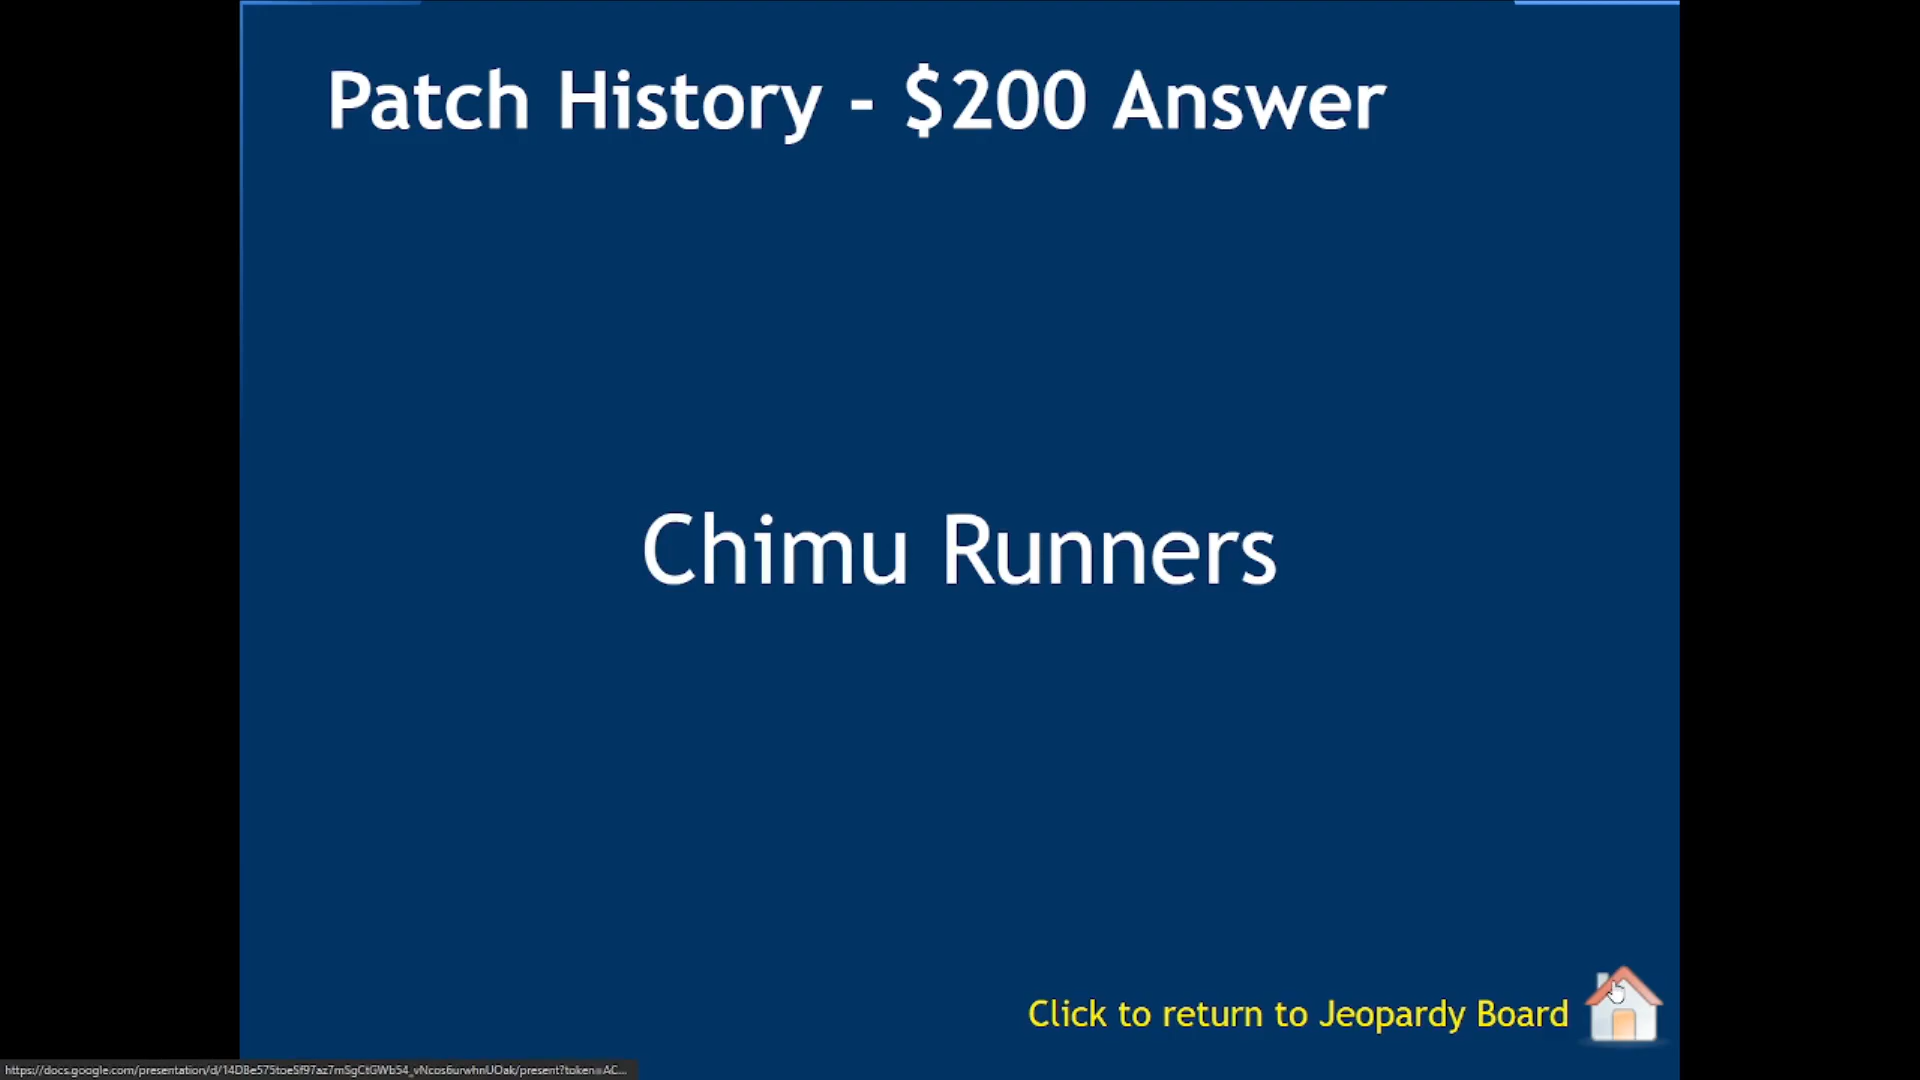 Patch History - $200 Answer
Chimu Runners
Click to return to Jeopardy Board